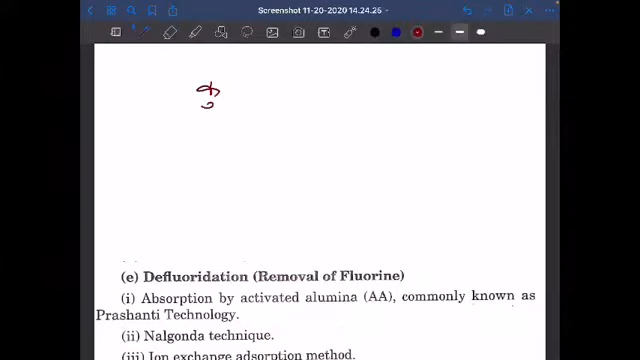 Screenshot 11-20-2020 14.24.26
(e) Defluoridation (Removal of Fluorine)
(i) Absorption by activated alumina (AA), commonly known as
Prashanti Technology.
(ii) Nalgonda technique.
(iii) Ion exchange adsorption method.